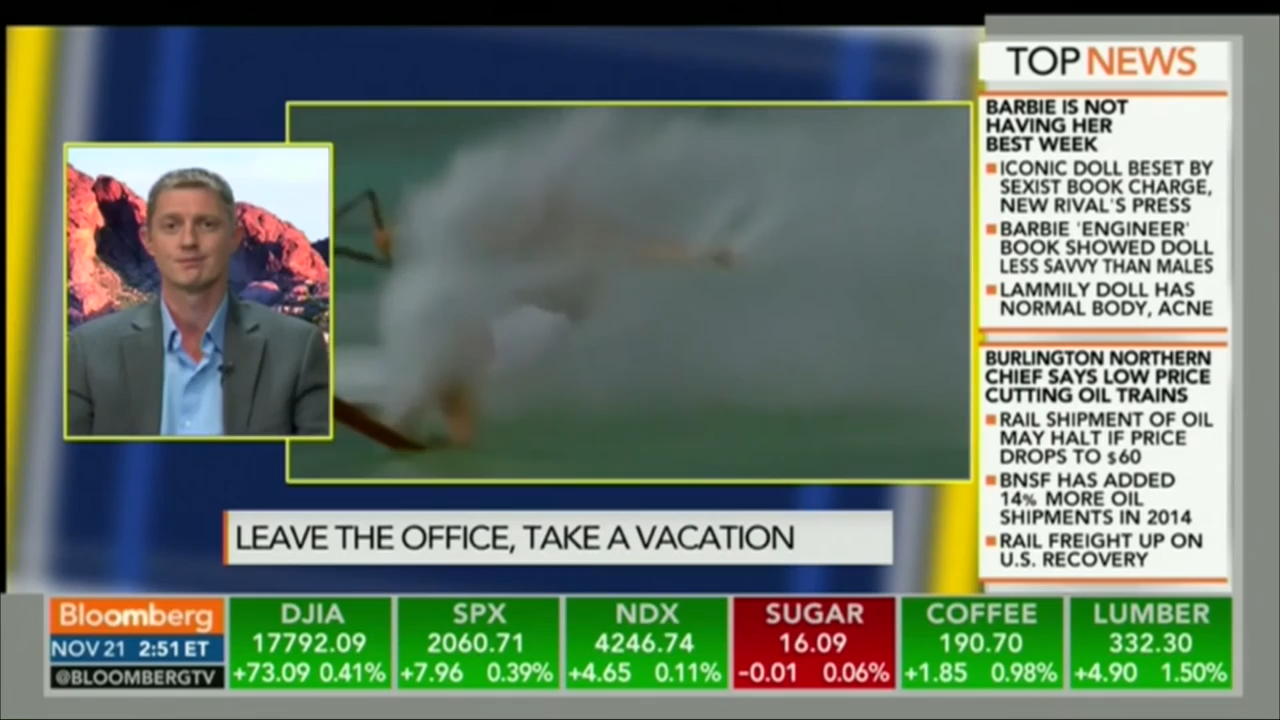 TOP NEWS
BARBIE IS NOT
HAVING HER
BEST WEEK
ICONIC DOLL BESET BY
SEXIST BOOK CHARGE,
NEW RIVAL'S PRESS
BARBIE 'ENGINEER'
BOOK SHOWED DOLL
LESS SAVVY THAN MALES
LAMMILY DOLL HAS
NORMAL BODY, ACNE
BURLINGTON NORTHERN
CHIEF SAYS LOW PRICE
CUTTING OIL TRAINS
RAIL SHIPMENT OF OIL
MAY HALT IF PRICE
DROPS TO $60
BNSF HAS ADDED
14% MORE OIL
SHIPMENTS IN 2014
RAIL FREIGHT UP ON
U.S. RECOVERY
LEAVE THE OFFICE, TAKE A VACATION
Bloomberg
NOV 21 2:51 ET
@BLOOMBERGTV
DJIA
17792.09
+73.09 0.41%
SPX
2060.71
+7.96 0.39%
NDX
4246.74
+4.65 0.11%
SUGAR
16.09
-0.01 0.06%
COFFEE
190.70
+1.85 0.98%
LUMBER
332.30
+4.90 1.50%